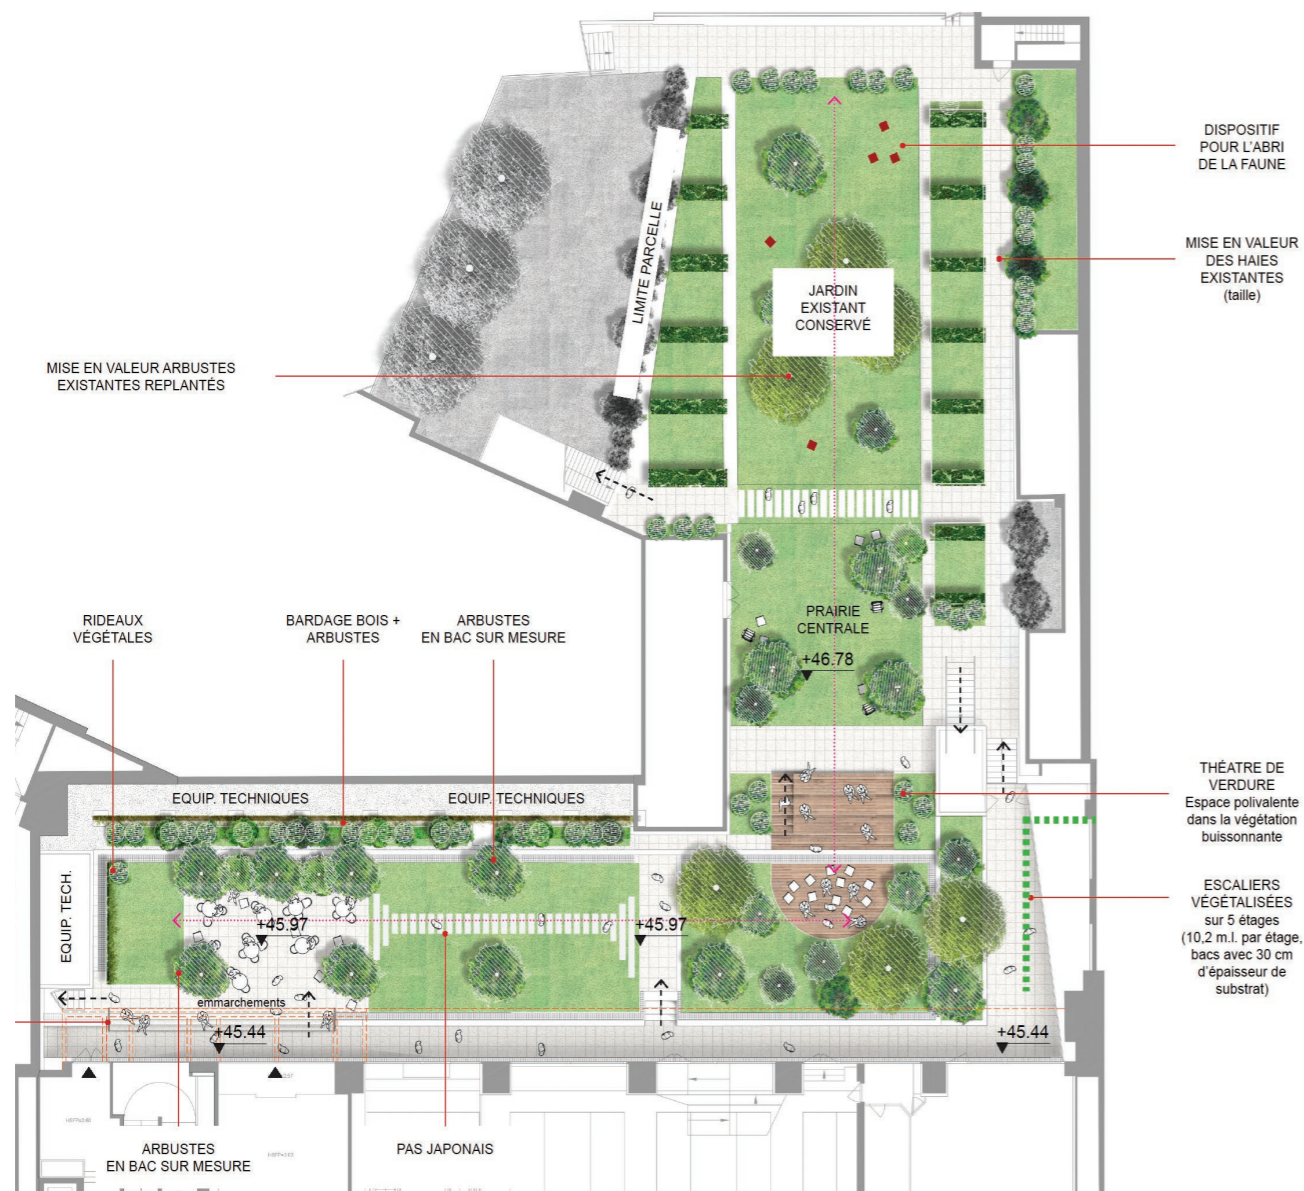 DISPOSITIF
POUR L'ABRI
DE LA FAUNE
LIMITE PARCELLE
MISE EN VALEUR
DES HAIES
EXISTANTES
(taille)
JARDIN
EXISTANT
CONSERVÉ
MISE EN VALEUR ARBUSTES
EXISTANTES REPLANTÉS
RIDEAUX
VÉGÉTALES
BARDAGE BOIS +
ARBUSTES
ARBUSTES
EN BAC SUR MESURE
PRAIRIE
CENTRALE
+46.78
THÉATRE DE
VERDURE
Espace polivalente
dans la végétation
buissonnante
EQUIP. TECHNIQUES
EQUIP. TECHNIQUES
EQUIP. TECH.
ESCALIERS
VÉGÉTALISÉES
sur 5 étages
(10,2 m.l. par étage,
bacs avec 30 cm
d'épaisseur de
substrat)
+45.97
+45.97
emmarchements
+45.44
+45.44
ARBUSTES
EN BAC SUR MESURE
PAS JAPONAIS